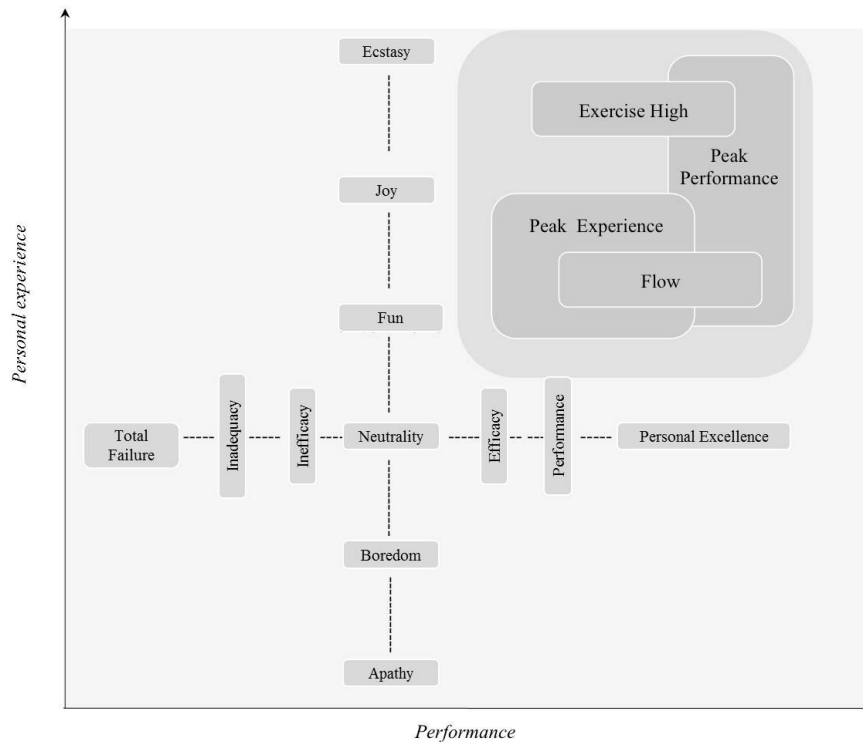 Ecstasy
Exercise High
Peak
Performance
Joy
Peak Experience
Flow
Fun
Personal experience
Total
Failure
Inadequacy
Inefficacy
Neutrality
Efficacy
Performance
Personal Excellence
Boredom
Apathy
Performance